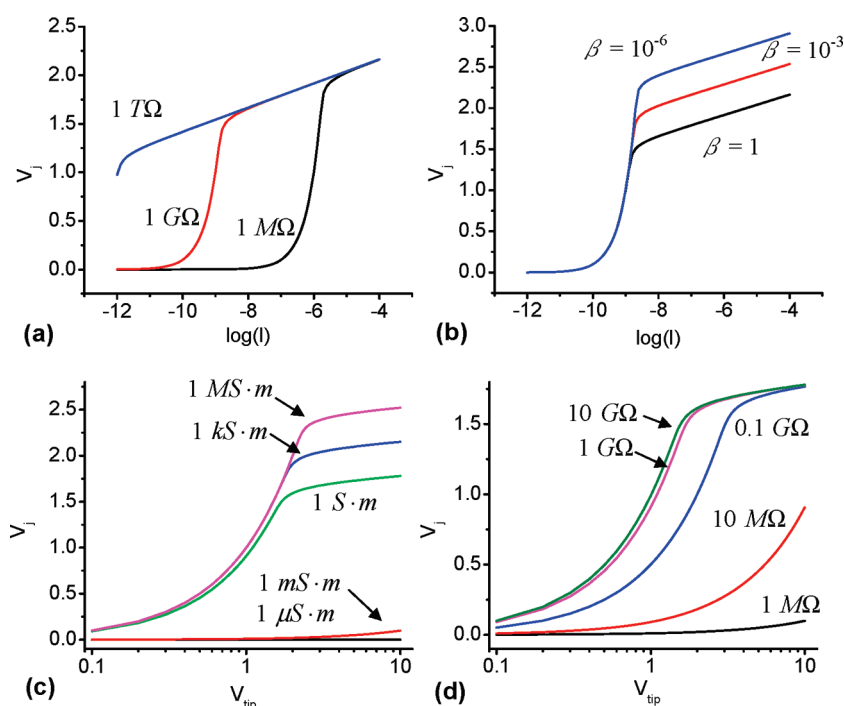 2.0
1.5
1.0
0.5
0.0
V_j
1 TΩ
1 GΩ
1 MΩ
-12
-10
-8
-6
-4
log(I)
(a)
3.0
2.5
2.0
1.5
1.0
0.5
0.0
V_j
β = 10^-6
β = 10^-3
β = 1
-12
-10
-8
-6
-4
log(I)
(b)
2.5
2.0
1.5
1.0
0.5
0.0
V_j
1 MS·m
1 kS·m
1 S·m
1 mS·m
1 μS·m
0.1
1
10
V_tip
(c)
1.5
1.0
0.5
0.0
V_j
10 GΩ
1 GΩ
0.1 GΩ
10 MΩ
1 MΩ
0.1
1
10
V_tip
(d)